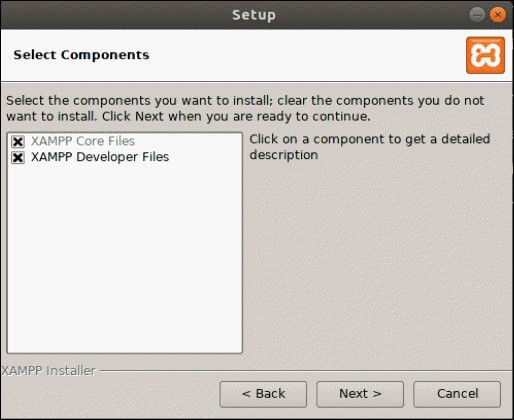 Setup
Select Components
Select the components you want to install; clear the components you do not
want to install. Click Next when you are ready to continue.
XAMPP Core Files
XAMPP Developer Files
Click on a component to get a detailed
description
XAMPP Installer
< Back
Next >
Cancel